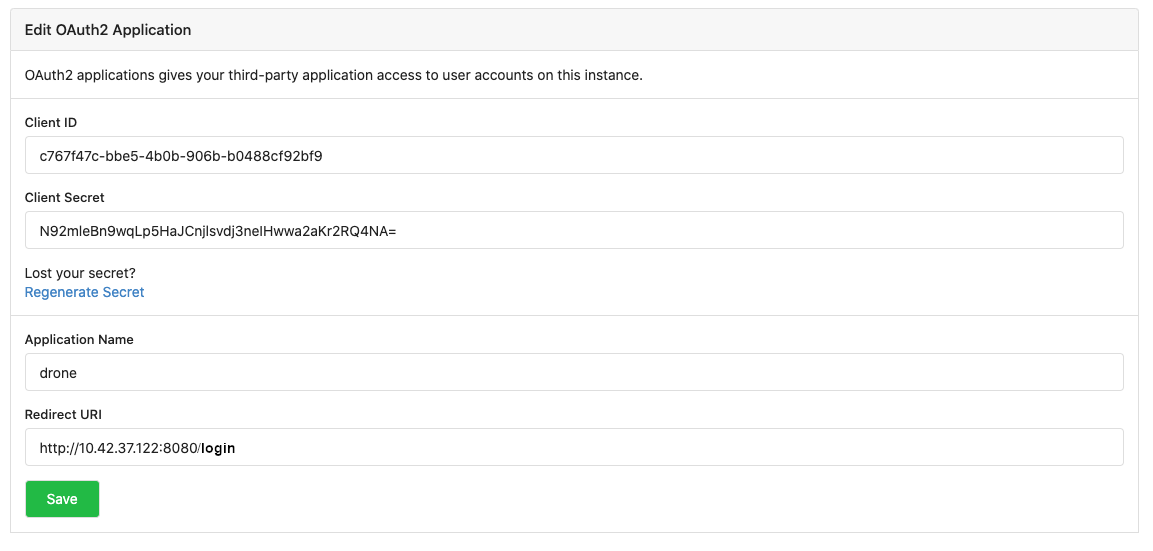 Edit OAuth2 Application
OAuth2 applications gives your third-party application access to user accounts on this instance.
Client ID
c767f47c-bbe5-4b0b-906b-b0488cf92bf9
Client Secret
N92mleBn9wqLp5HaJCnjlsvdj3neIHwwa2aKr2RQ4NA=
Lost your secret?
Regenerate Secret
Application Name
drone
Redirect URI
http://10.42.37.122:8080/login
Save